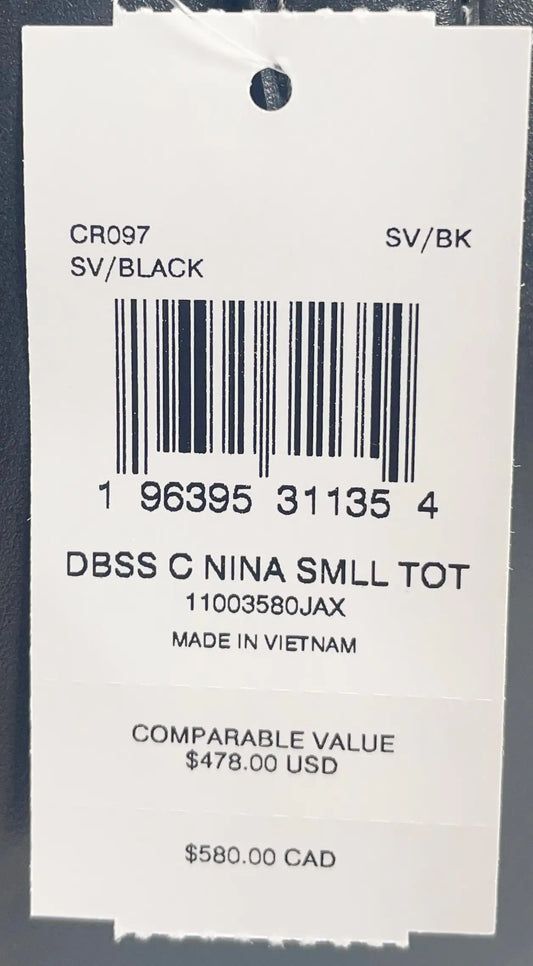 CR097 SV/BK
SV/BLACK
1 96395 31135 4
DBSS C NINA SMLL TOT
11003580JAX
MADE IN VIETNAM
COMPARABLE VALUE
$478.00 USD
$580.00 CAD